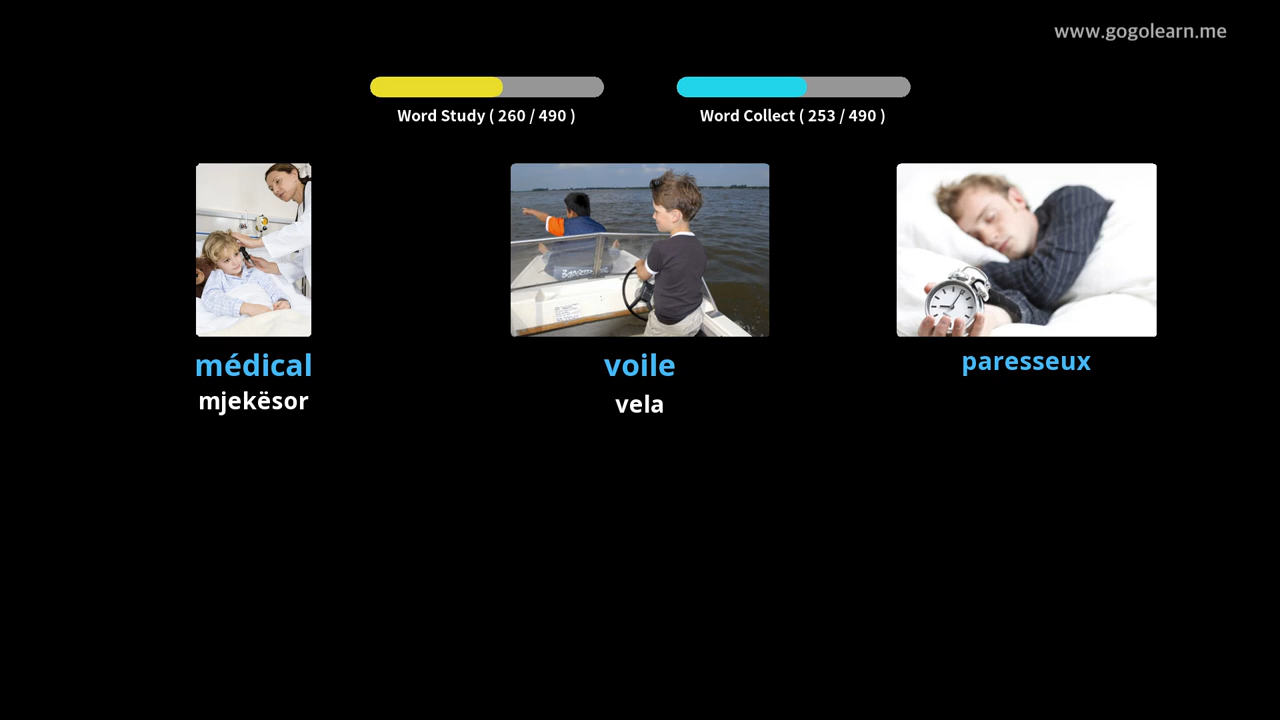 www.gogolearn.me
Word Study ( 260 / 490 )
Word Collect ( 253 / 490 )
médical
mjekësor
voile
vela
paresseux